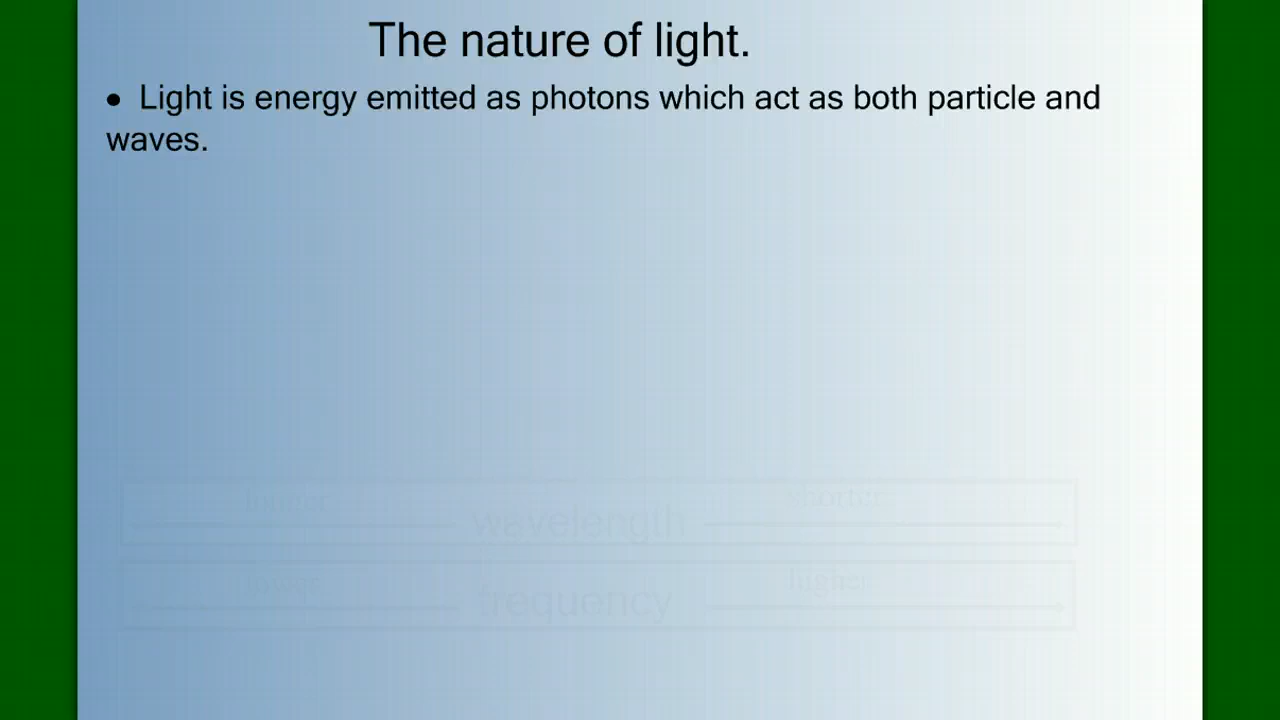 The nature of light.
• Light is energy emitted as photons which act as both particle and
waves.
longer wavelength shorter
frequency higher